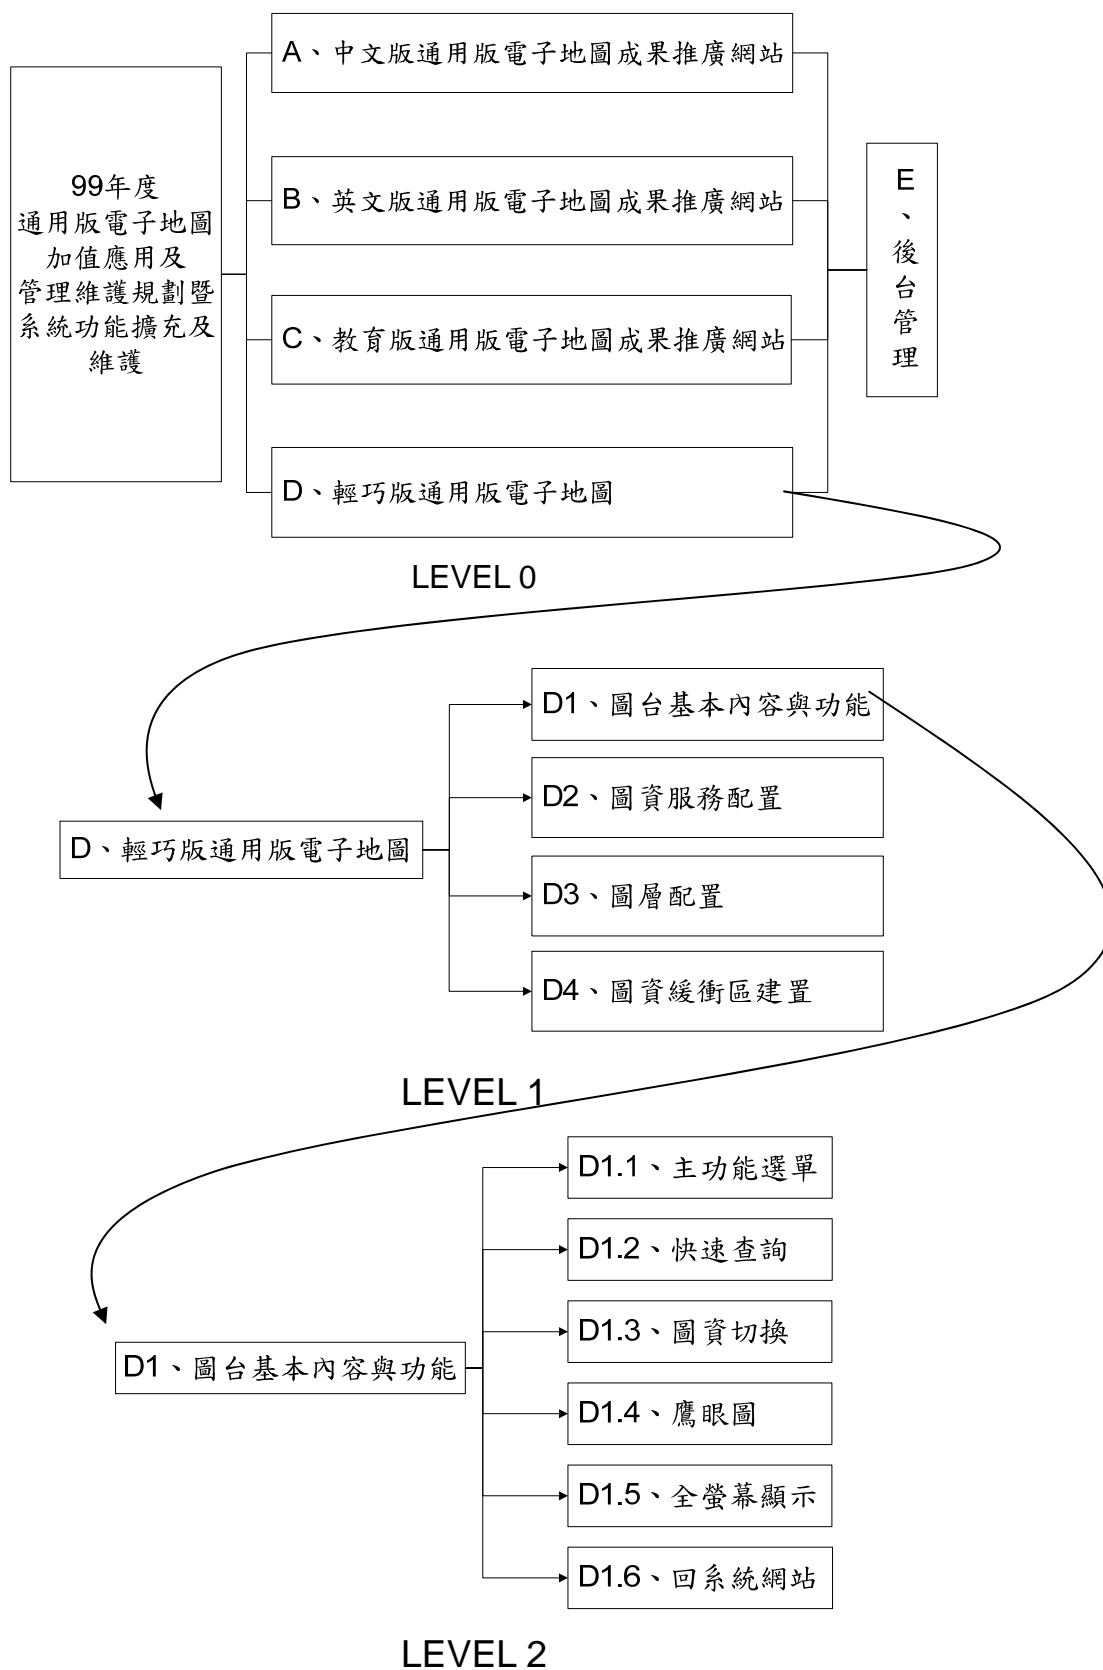 99年度
通用版電子地圖
加值應用及
管理維護規劃暨
系統功能擴充及
維護
A、中文版通用版電子地圖成果推廣網站
B、英文版通用版電子地圖成果推廣網站
C、教育版通用版電子地圖成果推廣網站
D、輕巧版通用版電子地圖
E
、
後
台
管
理
LEVEL 0
D、輕巧版通用版電子地圖
D1、圖台基本內容與功能
D2、圖資服務配置
D3、圖層配置
D4、圖資緩衝區建置
LEVEL 1
D1、圖台基本內容與功能
D1.1、主功能選單
D1.2、快速查詢
D1.3、圖資切換
D1.4、鷹眼圖
D1.5、全螢幕顯示
D1.6、回系統網站
LEVEL 2